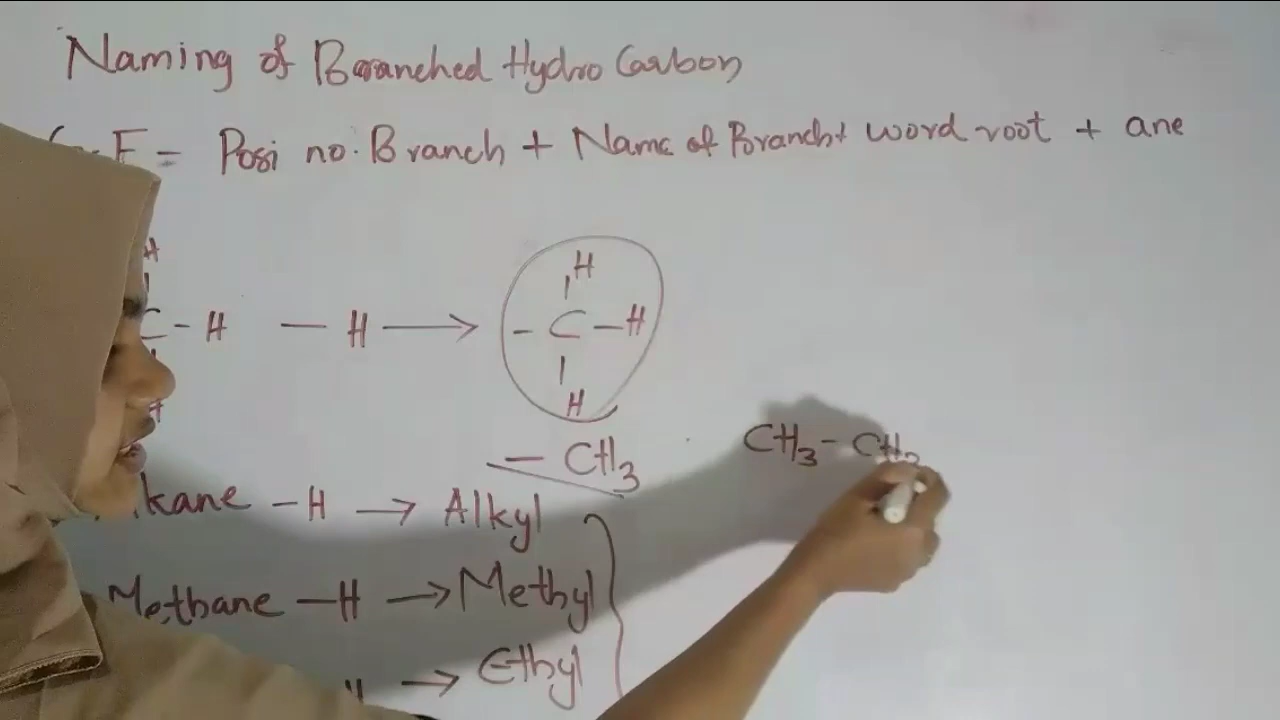 Naming of Branched Hydro Carbon
F = Posi no. Branch + Name of Branch + word root + ane
H H
C - H — H → - C - H
H H
- CH3 CH3 - CH
kane - H → Alkyl
Methane - H → Methyl
H → Ethyl